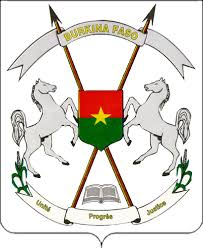 BURKINA FASO
Unité Progrès Justice